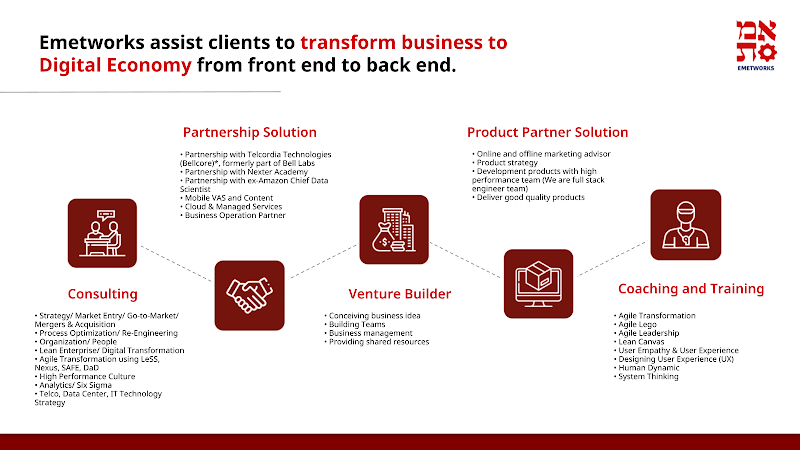 Emetworks assist clients to transform business to
Digital Economy from front end to back end.
אמ
ת
EMETWORKS
Partnership Solution
• Partnership with Telcordia Technologies
(Bellcore)*, formerly part of Bell Labs
• Partnership with Nexter Academy
• Partnership with ex-Amazon Chief Data
Scientist
• Mobile VAS and Content
• Cloud & Managed Services
• Business Operation Partner
Product Partner Solution
• Online and offline marketing advisor
• Product strategy
• Development products with high
performance team (We are full stack
engineer team)
• Deliver good quality products
Consulting
• Strategy/ Market Entry/ Go-to-Market/
Mergers & Acquisition
• Process Optimization/ Re-Engineering
• Organization/ People
• Lean Enterprise/ Digital Transformation
• Agile Transformation using LeSS,
Nexus, SAFE, DaD
• High Performance Culture
• Analytics/ Six Sigma
• Telco, Data Center, IT Technology
Strategy
Venture Builder
• Conceiving business idea
• Building Teams
• Business management
• Providing shared resources
Coaching and Training
• Agile Transformation
• Agile Lego
• Agile Leadership
• Lean Canvas
• User Empathy & User Experience
• Designing User Experience (UX)
• Human Dynamic
• System Thinking